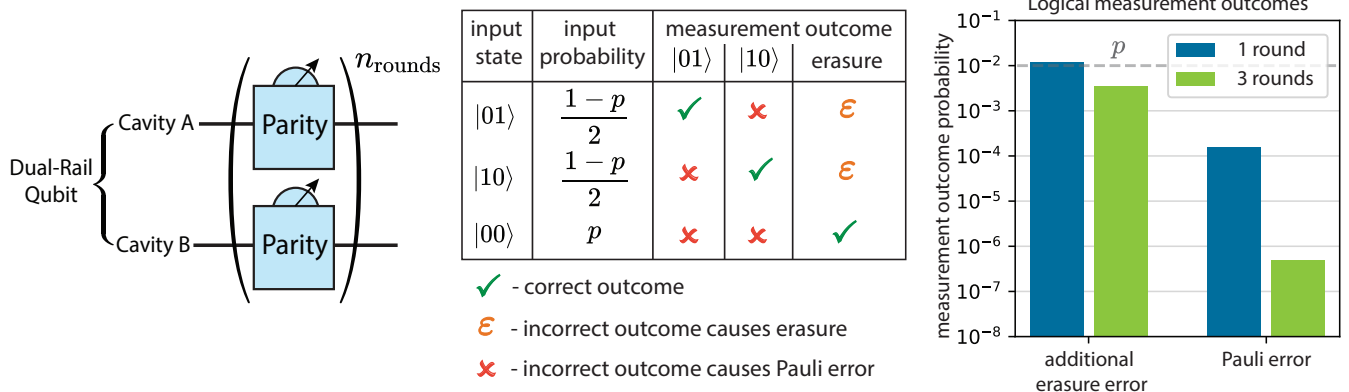 Dual-Rail
Qubit
Cavity A
Cavity B
Parity
Parity
n_rounds
input state
input probability
measurement outcome
|01⟩ |10⟩ erasure
|01⟩ (1 − p)/2 ✓ ✗ ε
|10⟩ (1 − p)/2 ✗ ✓ ε
|00⟩ p ✗ ✗ ✓
✓ - correct outcome
ε - incorrect outcome causes erasure
✗ - incorrect outcome causes Pauli error
Logical measurement outcomes
measurement outcome probability
10⁻¹
10⁻²
10⁻³
10⁻⁴
10⁻⁵
10⁻⁶
10⁻⁷
10⁻⁸
p
1 round
3 rounds
additional
erasure error
Pauli error